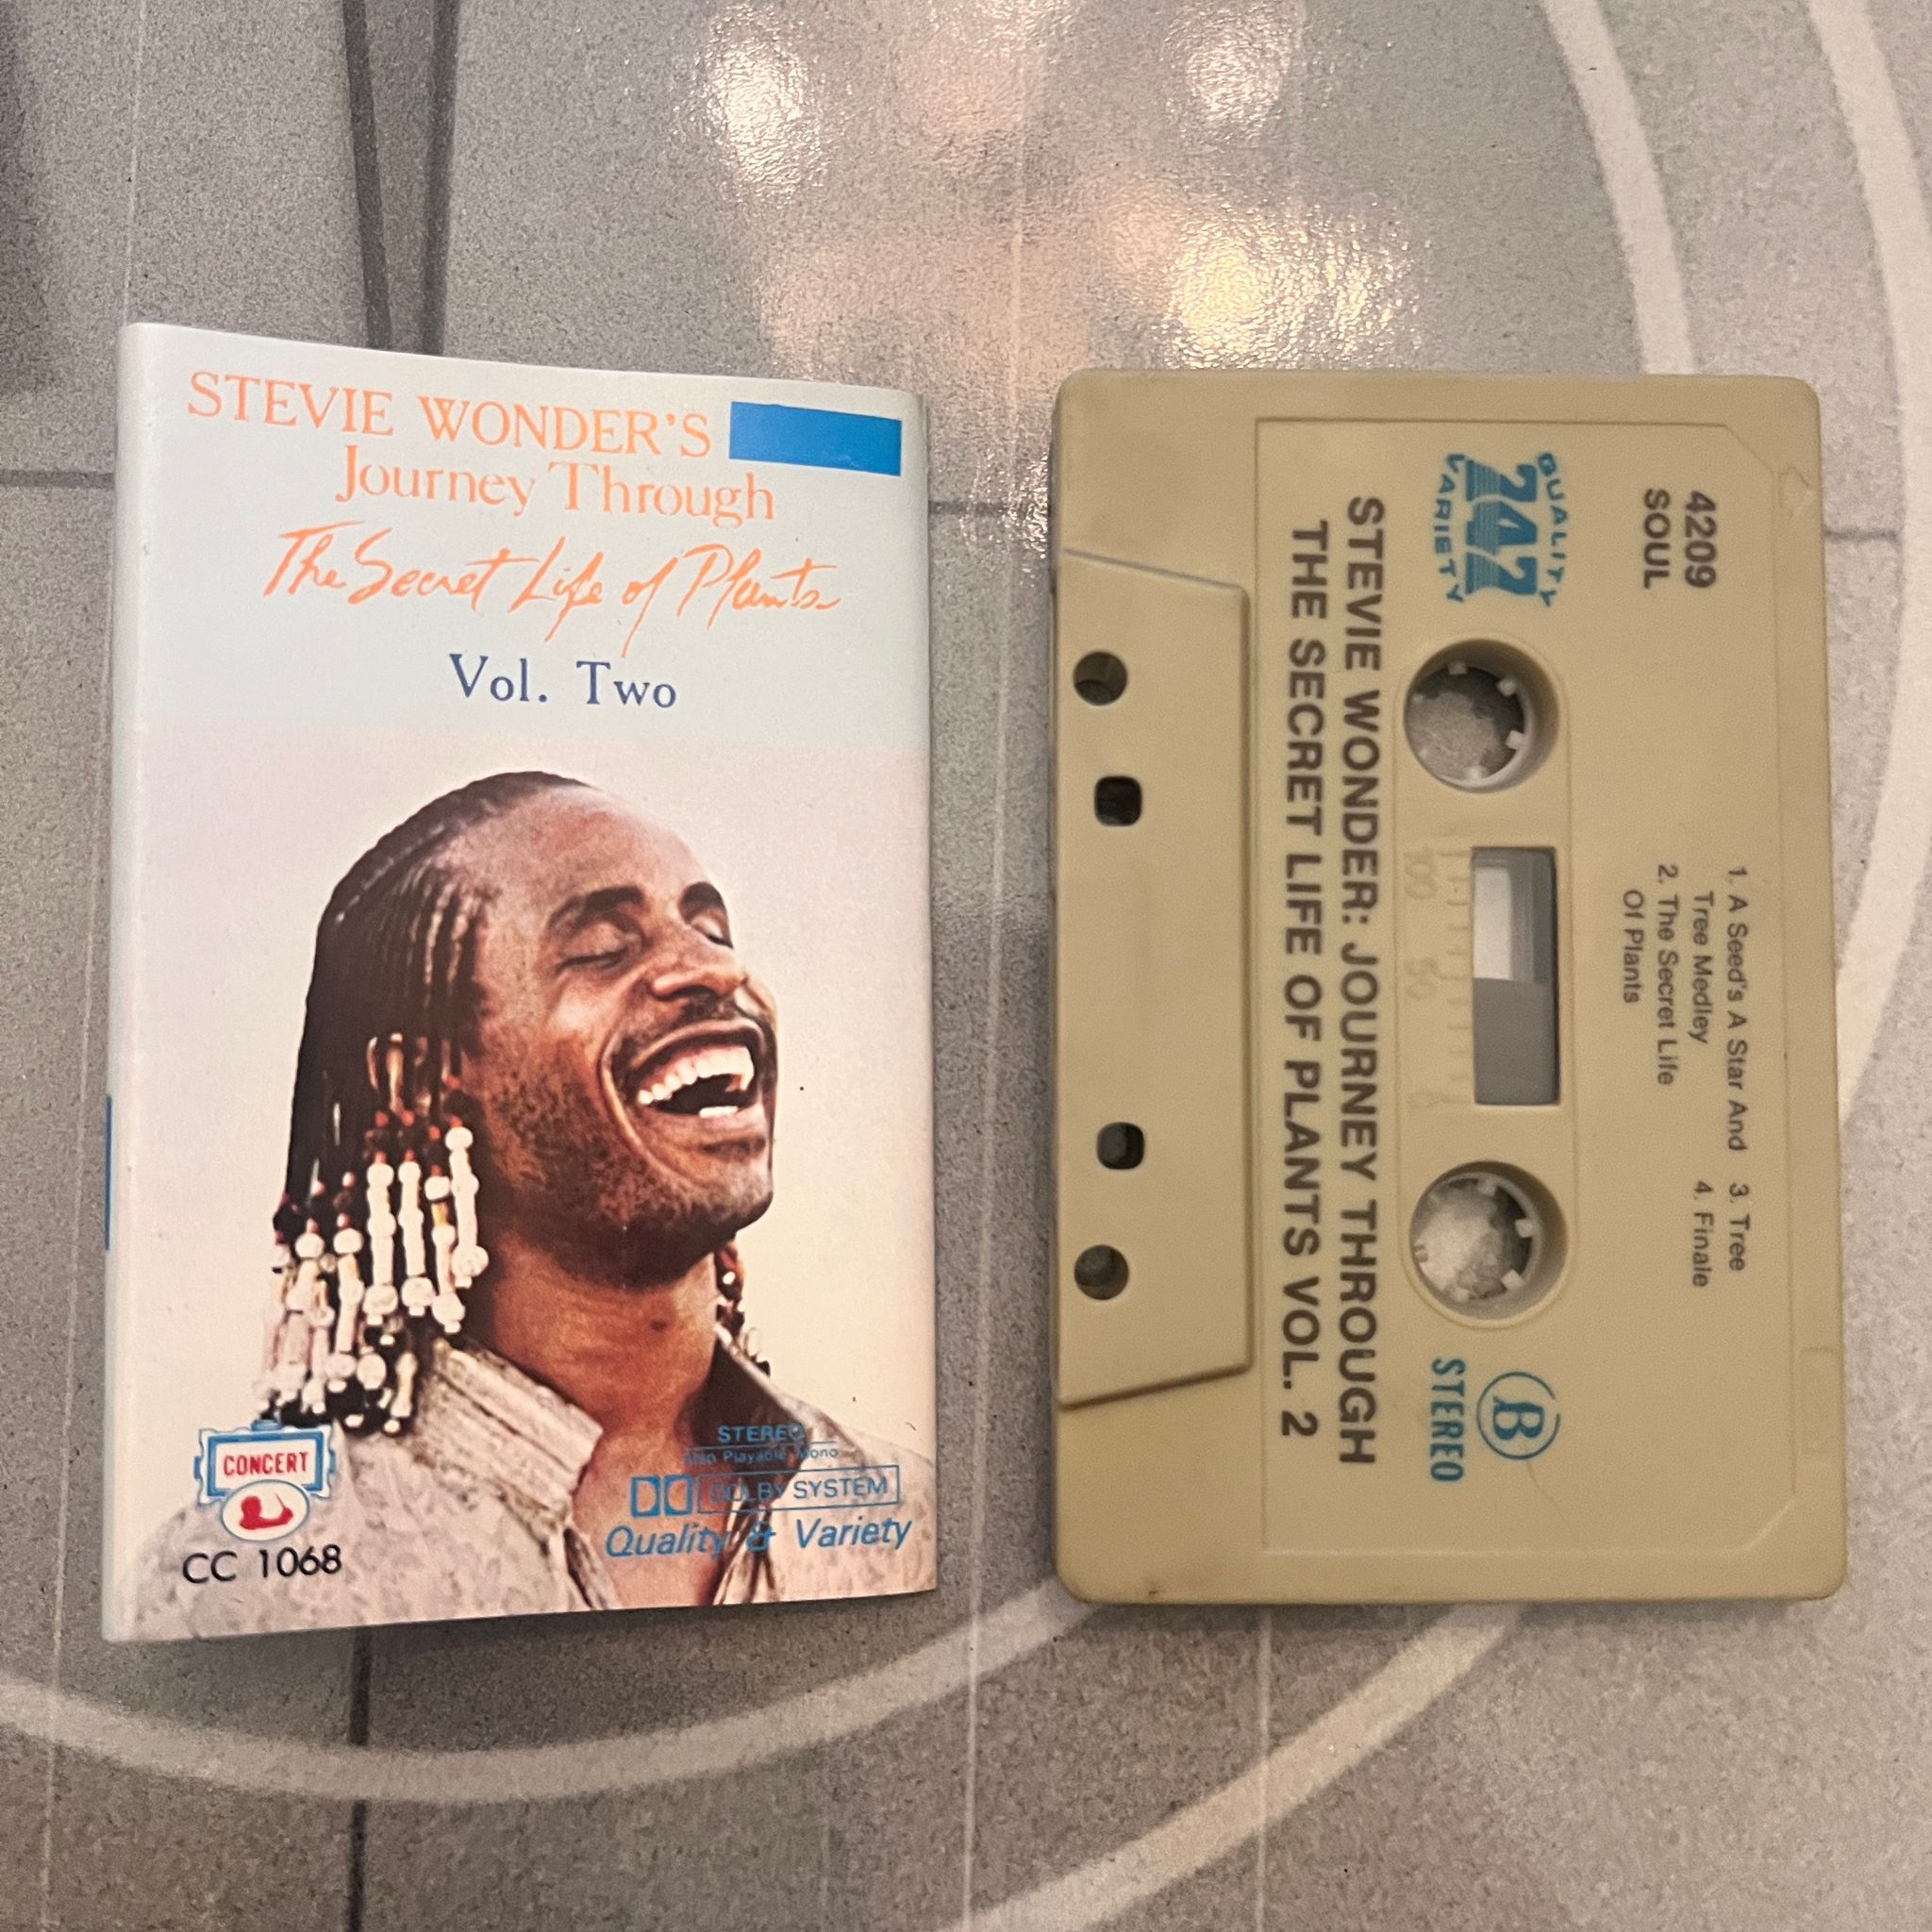 STEVIE WONDER'S
Journey Through
The Secret Life of Plants
Vol. Two
CONCERT
CC 1068
STEREO
Also Playable Mono
DOLBY SYSTEM
Quality & Variety
4209
SOUL
1. A Seed's A Star And
Tree Medley
2. The Secret Life
Of Plants
3. Tree
4. Finale
QUALITY
747
VARIETY
B
STEREO
100 50 0
STEVIE WONDER: JOURNEY THROUGH
THE SECRET LIFE OF PLANTS VOL. 2